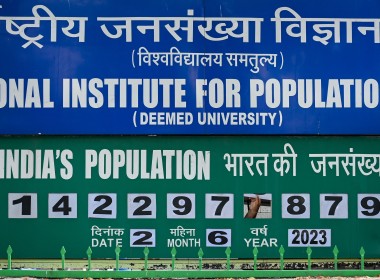 ष्ट्रीय जनसंख्या विज्ञान
(विश्वविद्यालय समतुल्य)
ONAL INSTITUTE FOR POPULATION
(DEEMED UNIVERSITY)
INDIA'S POPULATION भारत की जनसंख्
1 4 2 2 9 7 8 7 9
दिनांक महिना वर्ष
DATE 2 MONTH 6 YEAR 2023